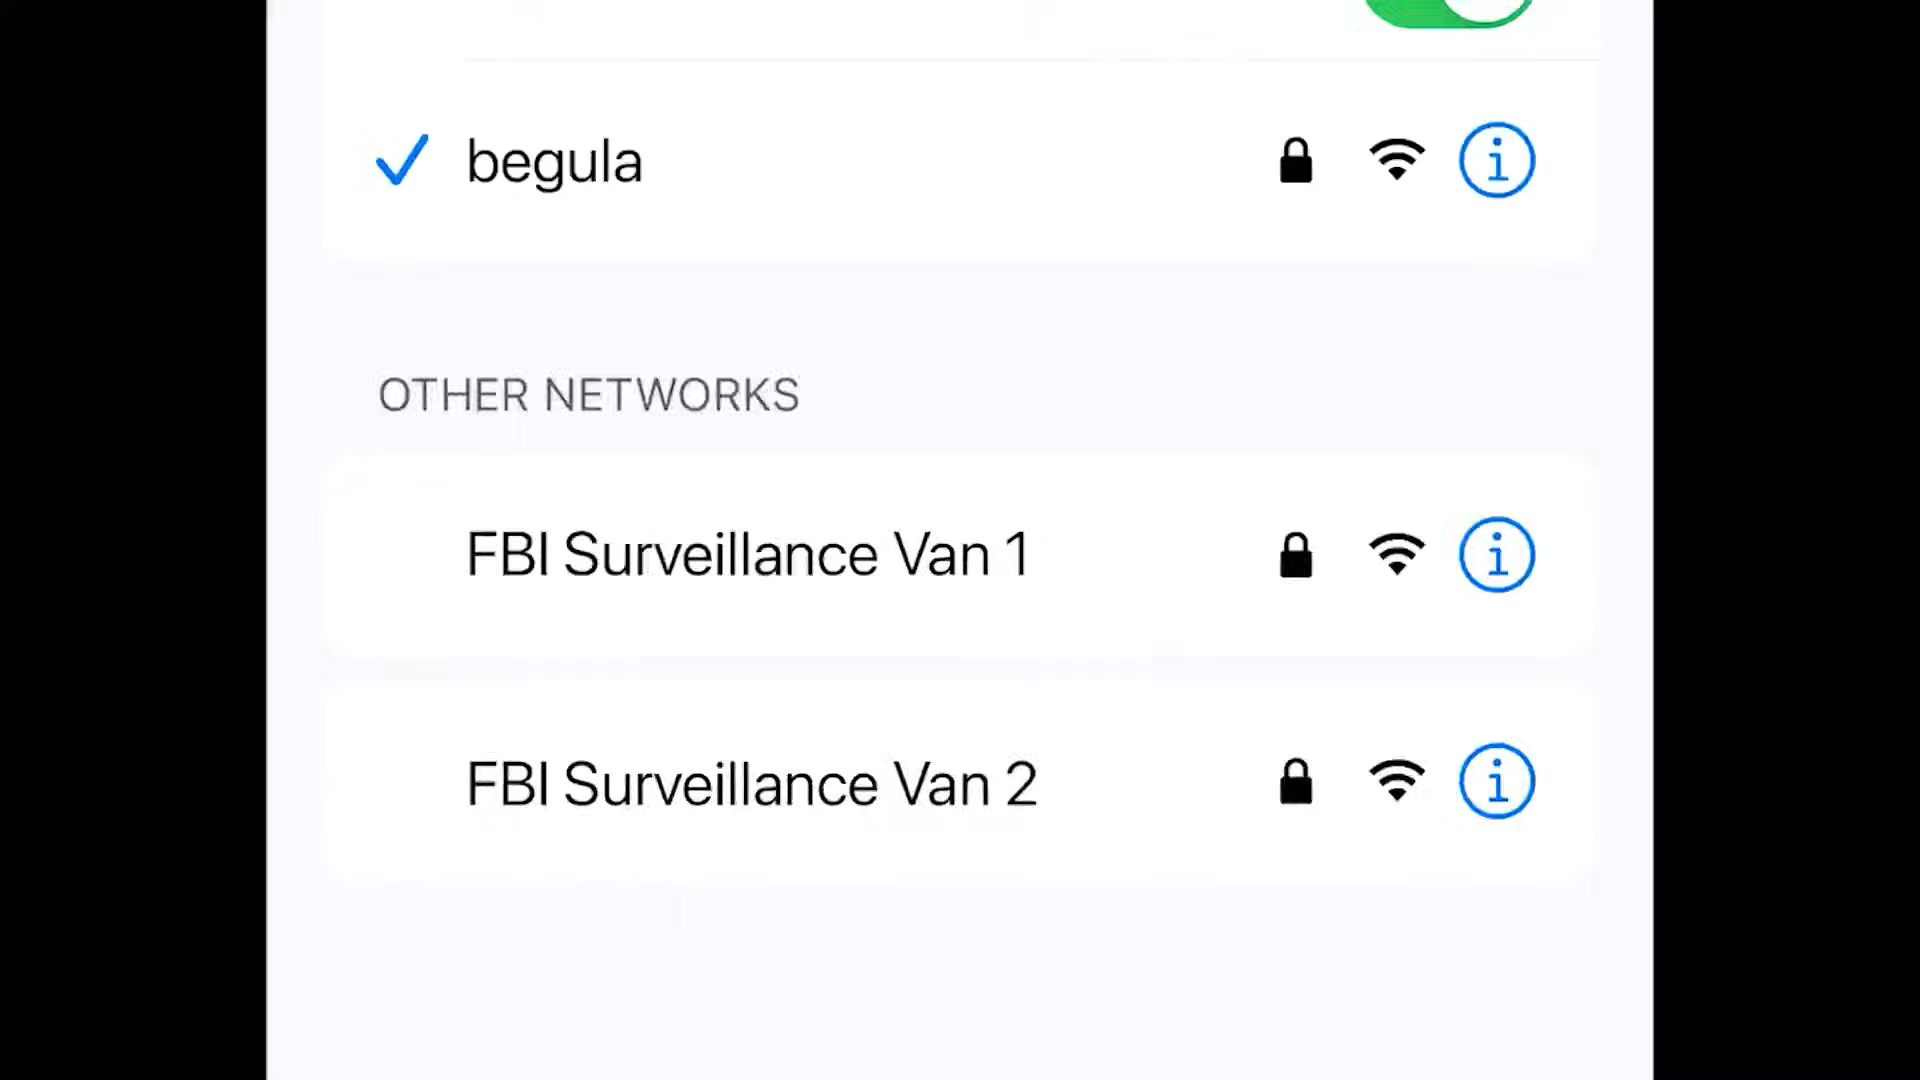 begula
OTHER NETWORKS
FBI Surveillance Van 1
FBI Surveillance Van 2